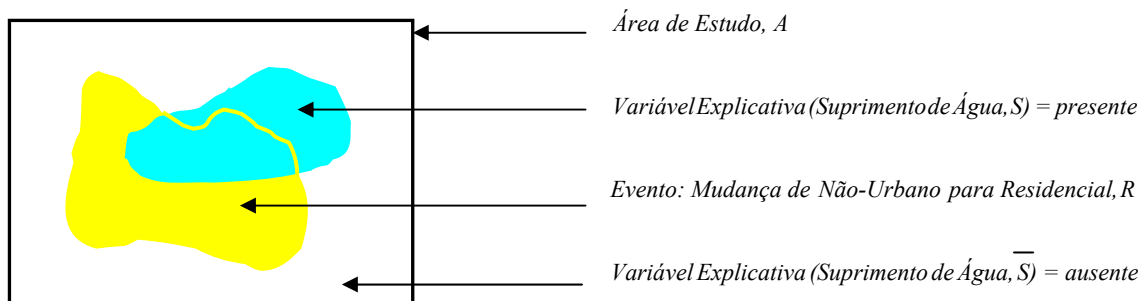 Área de Estudo, A
Variável Explicativa (Suprimento de Água, S) = presente
Evento: Mudança de Não-Urbano para Residencial, R
Variável Explicativa (Suprimento de Água, S̅) = ausente